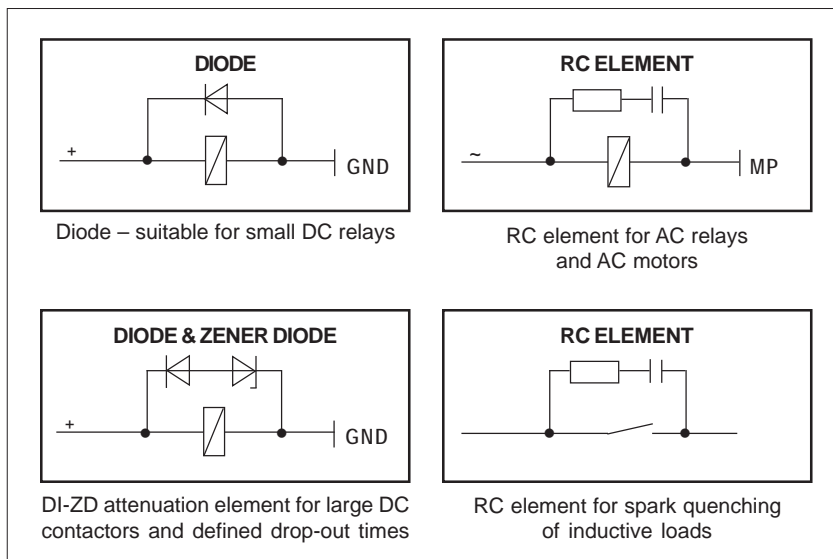 DIODE
+
GND
Diode – suitable for small DC relays
RC ELEMENT
~
MP
RC element for AC relays
and AC motors
DIODE & ZENER DIODE
+
GND
DI-ZD attenuation element for large DC
contactors and defined drop-out times
RC ELEMENT
RC element for spark quenching
of inductive loads